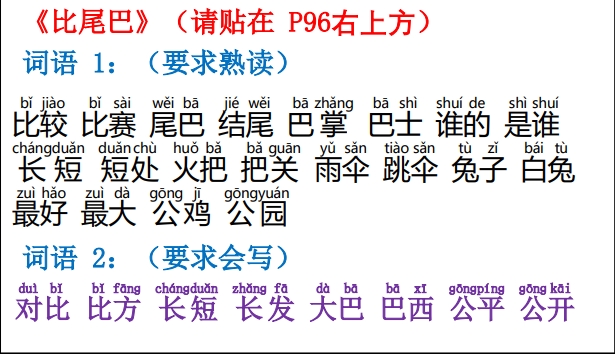 《比尾巴》（请贴在 P96右上方）
词语 1：（要求熟读）
bǐ jiào bǐ sài wěi bā jié wěi bā zhǎng bā shì shuí de shì shuí
比较 比赛 尾巴 结尾 巴掌 巴士 谁的 是谁
chángduǎn duǎn chù huǒ bǎ bǎ guān yǔ sǎn tiào sǎn tù zǐ bái tù
长短 短处 火把 把关 雨伞 跳伞 兔子 白兔
zuì hǎo zuì dà gōng jī gōngyuán
最好 最大 公鸡 公园
词语 2：（要求会写）
duì bǐ bǐ fāng chángduǎn zhǎng fā dà bā bā xī gōngpíng gōng kāi
对比 比方 长短 长发 大巴 巴西 公平 公开